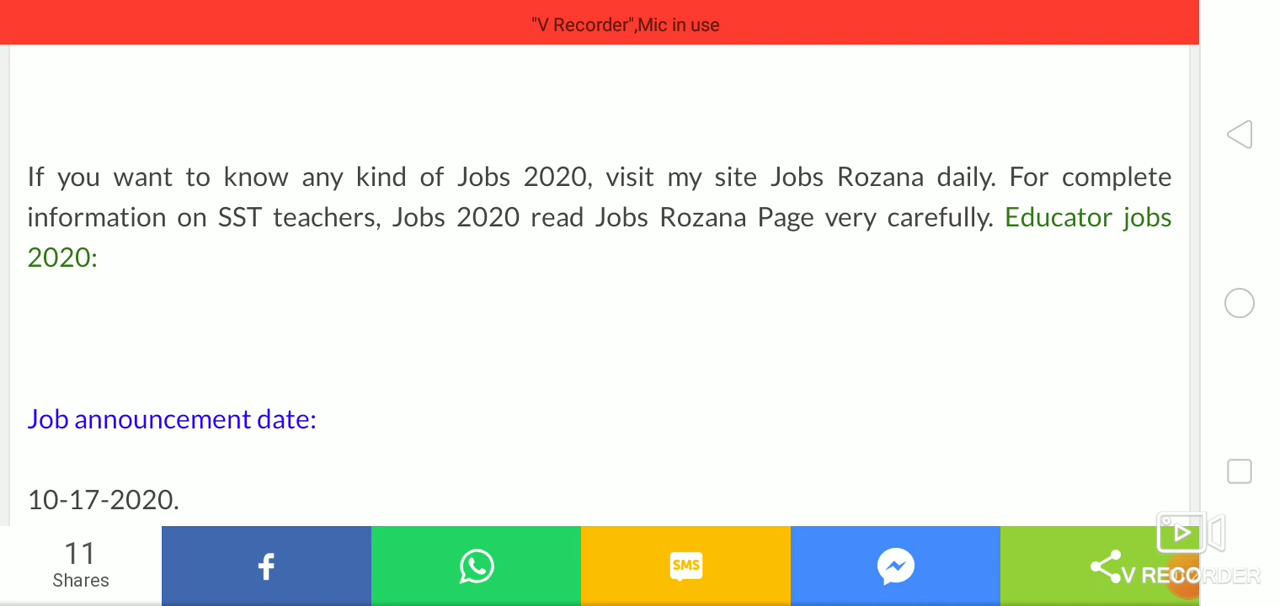 "V Recorder",Mic in use
If you want to know any kind of Jobs 2020, visit my site Jobs Rozana daily. For complete
information on SST teachers, Jobs 2020 read Jobs Rozana Page very carefully. Educator jobs
2020:
Job announcement date:
10-17-2020.
11
Shares
SMS
V RECORDER